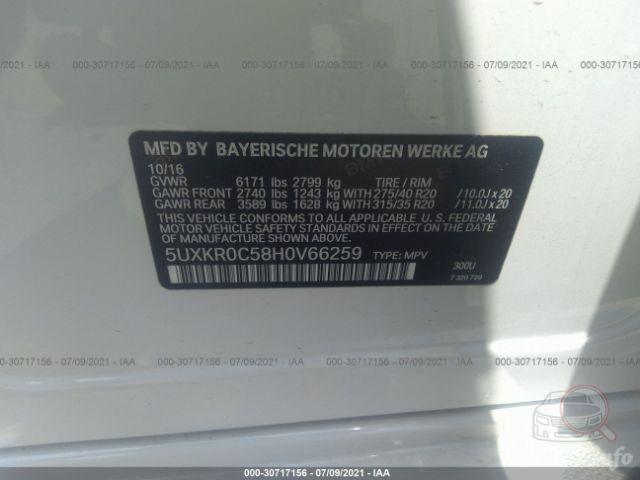 000-30717156 - 07/09/2021 - IAA
MFD BY BAYERISCHE MOTOREN WERKE AG
10/16
GVWR 6171 lbs 2799 kg TIRE / RIM
GAWR FRONT 2740 lbs 1243 kg WITH 275/40 R20 /10.0J x 20
GAWR REAR 3589 lbs 1628 kg WITH 315/35 R20 /11.0J x 20
THIS VEHICLE CONFORMS TO ALL APPLICABLE U. S. FEDERAL
MOTOR VEHICLE SAFETY AND THEFT PREVENTION
STANDARDS IN EFFECT ON THE DATE OF MANUFACTURE
SHOWN ABOVE.
5UXKR0C58H0V66259 TYPE: MPV 300U
7 320 729
000-30717156 - 07/09/2021 - IAA
000-30717156 - 07/09/2021 - IAA